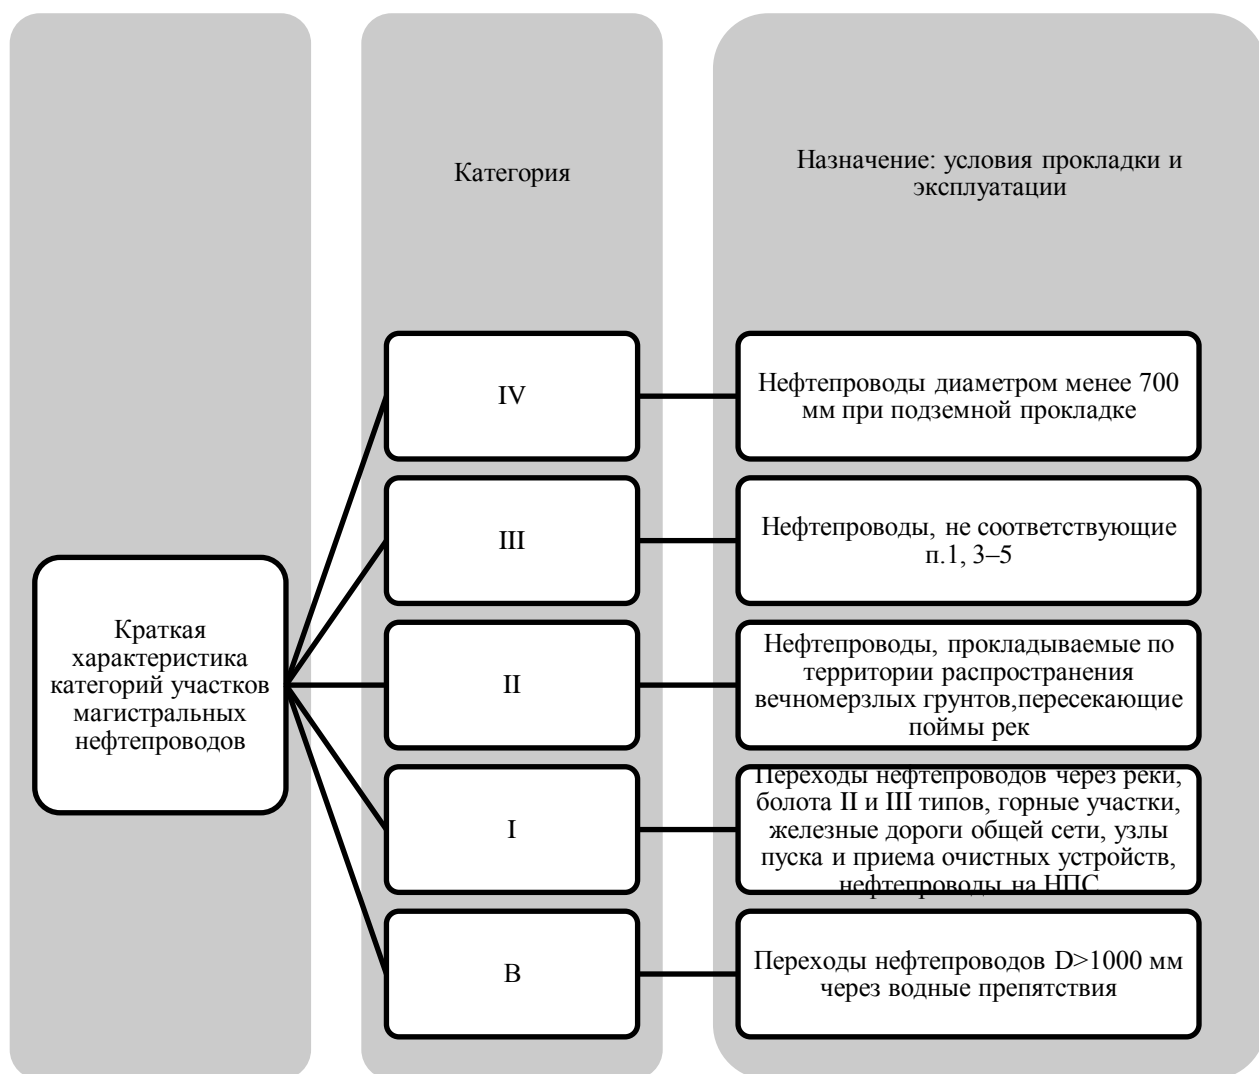 Категория
Назначение: условия прокладки и
эксплуатации
Краткая
характеристика
категорий участков
магистральных
нефтепроводов
IV
Нефтепроводы диаметром менее 700
мм при подземной прокладке
III
Нефтепроводы, не соответствующие
п.1, 3–5
II
Нефтепроводы, прокладываемые по
территории распространения
вечномерзлых грунтов,пересекающие
поймы рек
I
Переходы нефтепроводов через реки,
болота II и III типов, горные участки,
железные дороги общей сети, узлы
пуска и приема очистных устройств,
нефтепроводы на НПС
В
Переходы нефтепроводов D>1000 мм
через водные препятствия